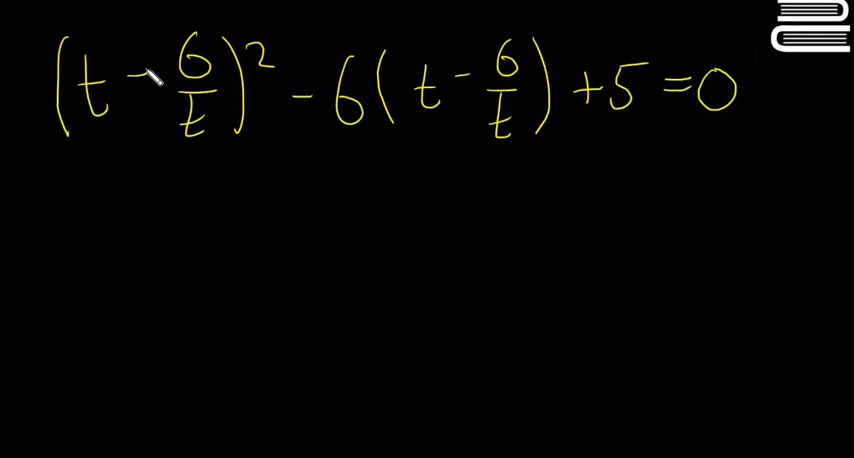 (t - 6/t)² - 6(t - 6/t) + 5 = 0